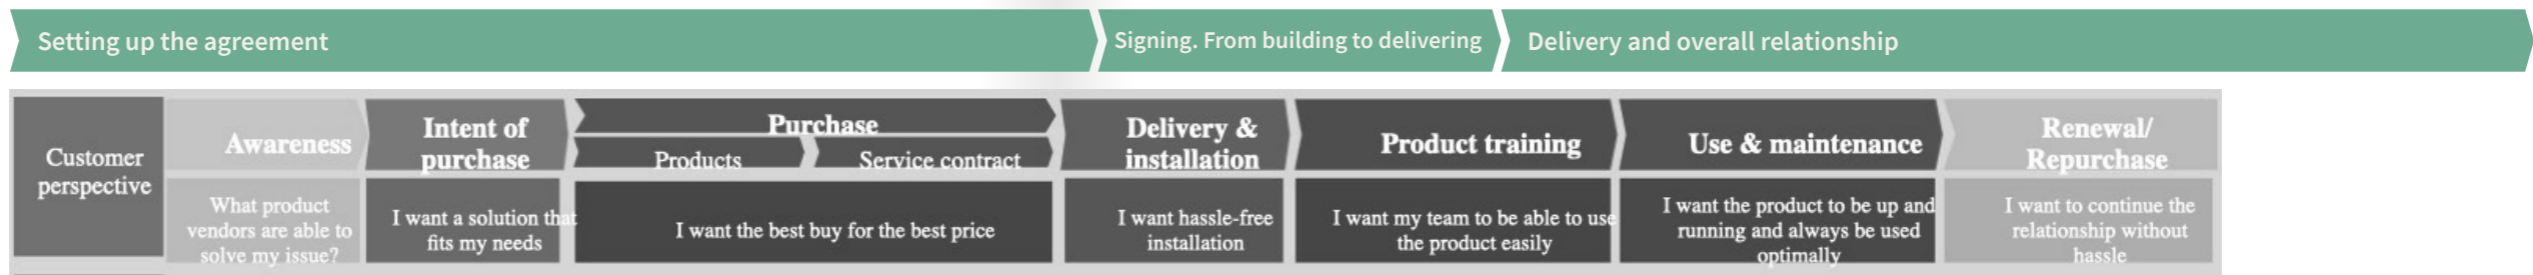 Setting up the agreement
Signing. From building to delivering
Delivery and overall relationship
Customer
perspective
Awareness
Intent of
purchase
Purchase
Products
Service contract
Delivery &
installation
Product training
Use & maintenance
Renewal/
Repurchase
What product
vendors are able to
solve my issue?
I want a solution that
fits my needs
I want the best buy for the best price
I want hassle-free
installation
I want my team to be able to use
the product easily
I want the product to be up and
running and always be used
optimally
I want to continue the
relationship without
hassle